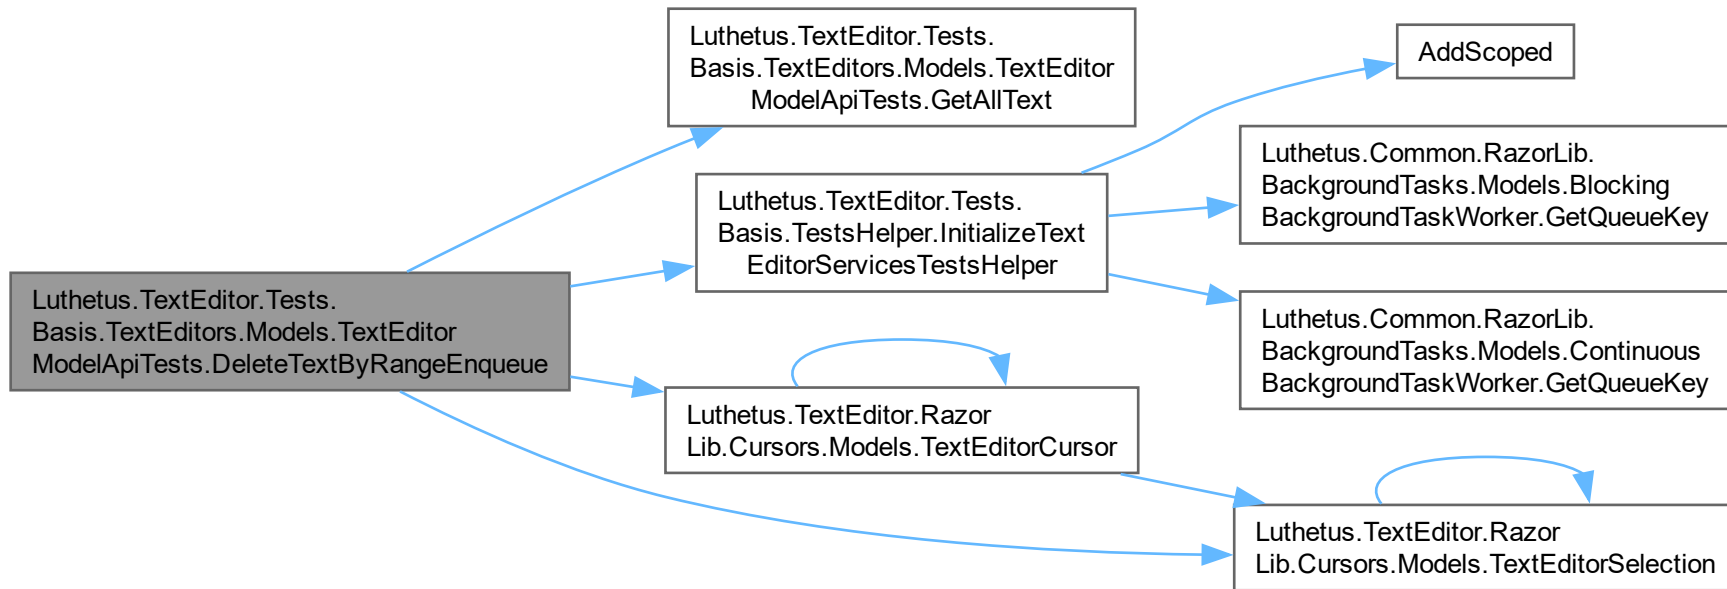 Luthetus.TextEditor.Tests.
Basis.TextEditors.Models.TextEditor
ModelApiTests.DeleteTextByRangeEnqueue
Luthetus.TextEditor.Tests.
Basis.TextEditors.Models.TextEditor
ModelApiTests.GetAllText
Luthetus.TextEditor.Tests.
Basis.TestsHelper.InitializeText
EditorServicesTestsHelper
AddScoped
Luthetus.Common.RazorLib.
BackgroundTasks.Models.Blocking
BackgroundTaskWorker.GetQueueKey
Luthetus.Common.RazorLib.
BackgroundTasks.Models.Continuous
BackgroundTaskWorker.GetQueueKey
Luthetus.TextEditor.Razor
Lib.Cursors.Models.TextEditorCursor
Luthetus.TextEditor.Razor
Lib.Cursors.Models.TextEditorSelection